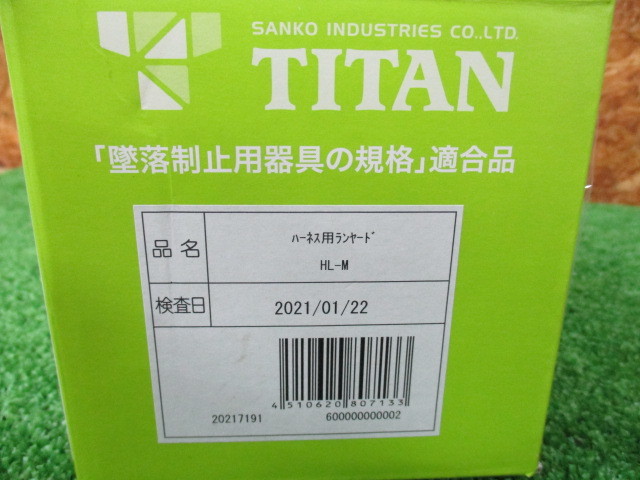 SANKO INDUSTRIES CO.,LTD.
TITAN
「墜落制止用器具の規格」適合品
品名
ﾊｰﾈｽ用ﾗﾝﾔｰﾄﾞ
HL-M
検査日
2021/01/22
4 510620 807133
20217191
600000000002